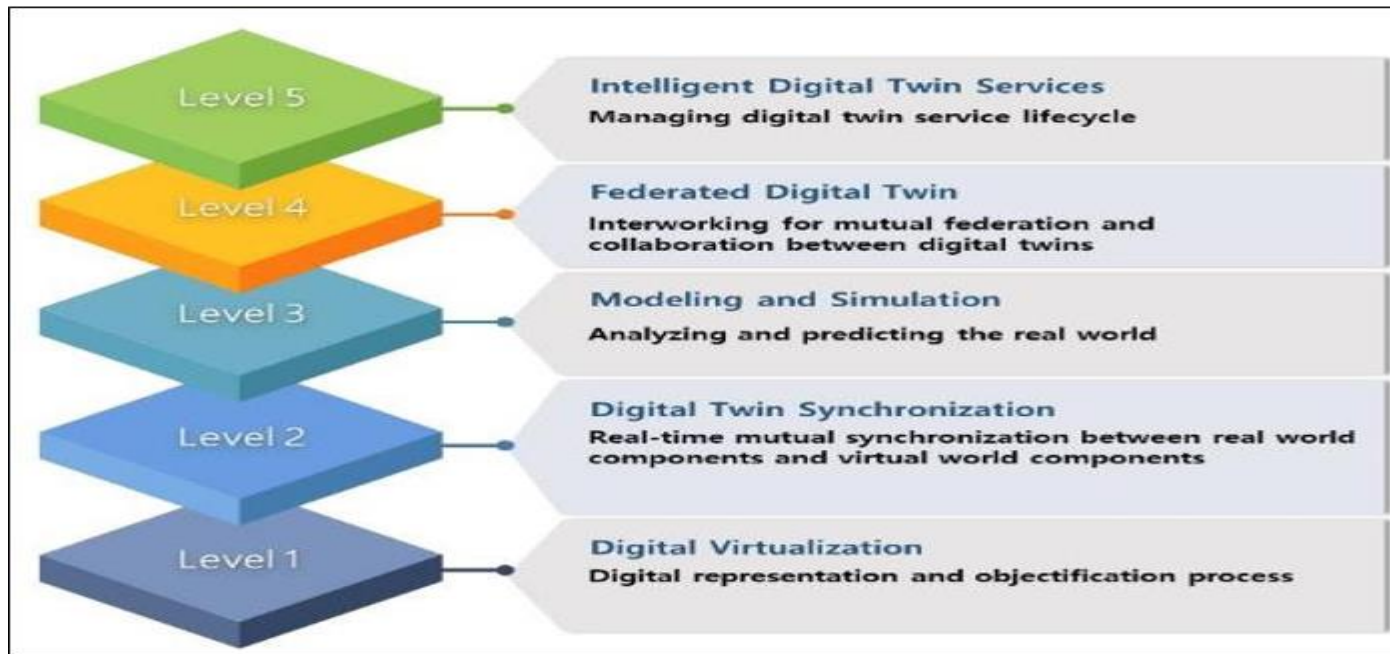 Level 5
Intelligent Digital Twin Services
Managing digital twin service lifecycle
Level 4
Federated Digital Twin
Interworking for mutual federation and
collaboration between digital twins
Level 3
Modeling and Simulation
Analyzing and predicting the real world
Level 2
Digital Twin Synchronization
Real-time mutual synchronization between real world
components and virtual world components
Level 1
Digital Virtualization
Digital representation and objectification process